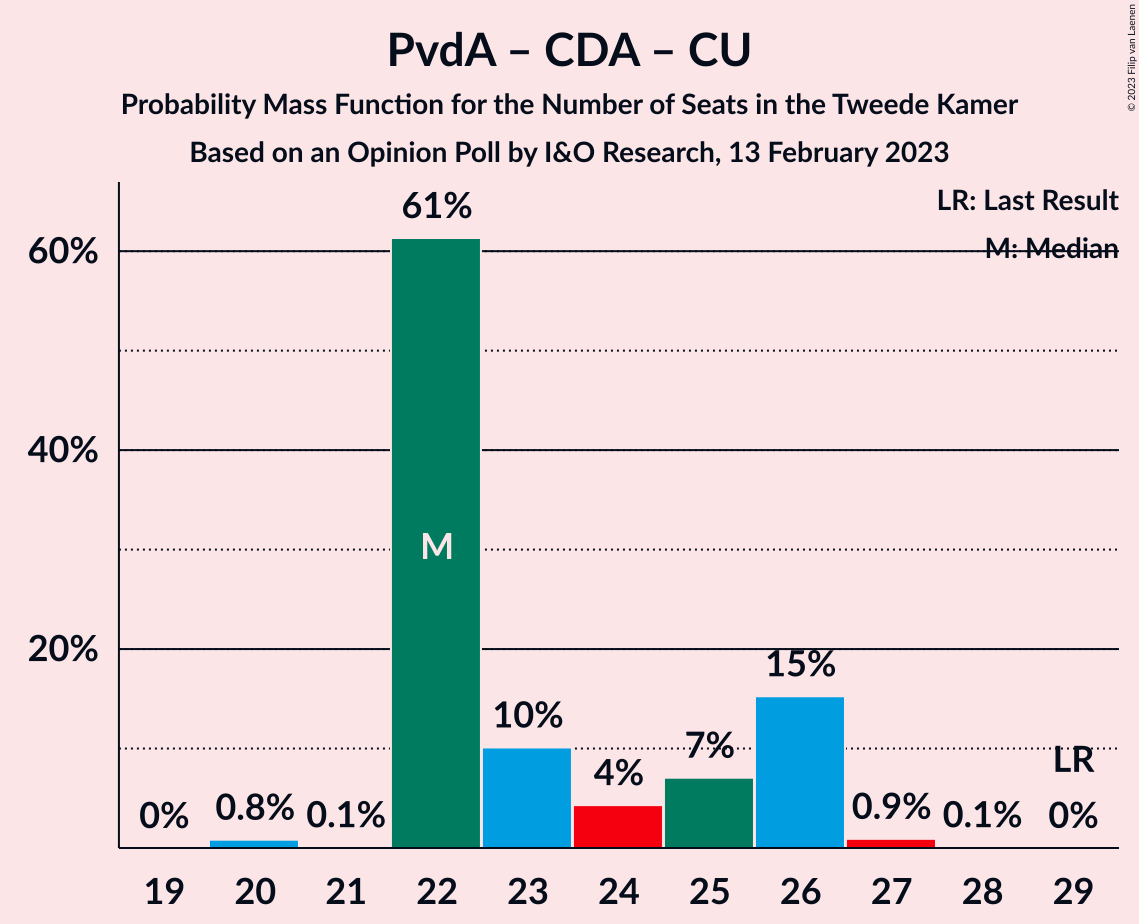 PvdA – CDA – CU
Probability Mass Function for the Number of Seats in the Tweede Kamer
Based on an Opinion Poll by I&O Research, 13 February 2023
© 2023 Filip van Laenen
LR: Last Result
M: Median
60%
40%
20%
0%
0.8%
0.1%
61%
M
10%
4%
7%
15%
0.9%
0.1%
LR
0%
19 20 21 22 23 24 25 26 27 28 29